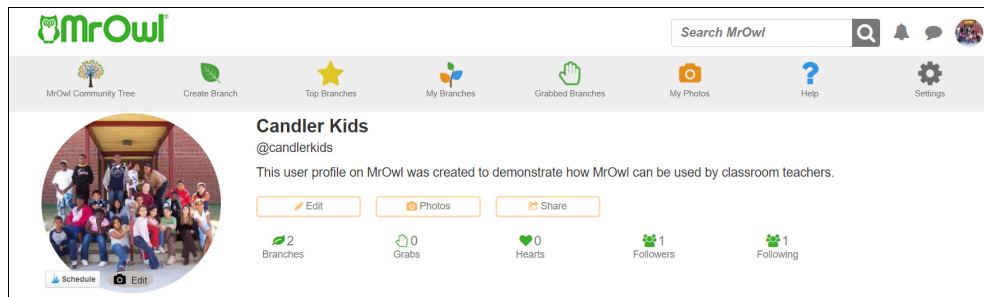 MrOwl
Search MrOwl
MrOwl Community Tree
Create Branch
Top Branches
My Branches
Grabbed Branches
My Photos
Help
Settings
Candler Kids
@candlerkids
This user profile on MrOwl was created to demonstrate how MrOwl can be used by classroom teachers.
Edit
Photos
Share
2
Branches
0
Grabs
0
Hearts
1
Followers
1
Following
Schedule
Edit